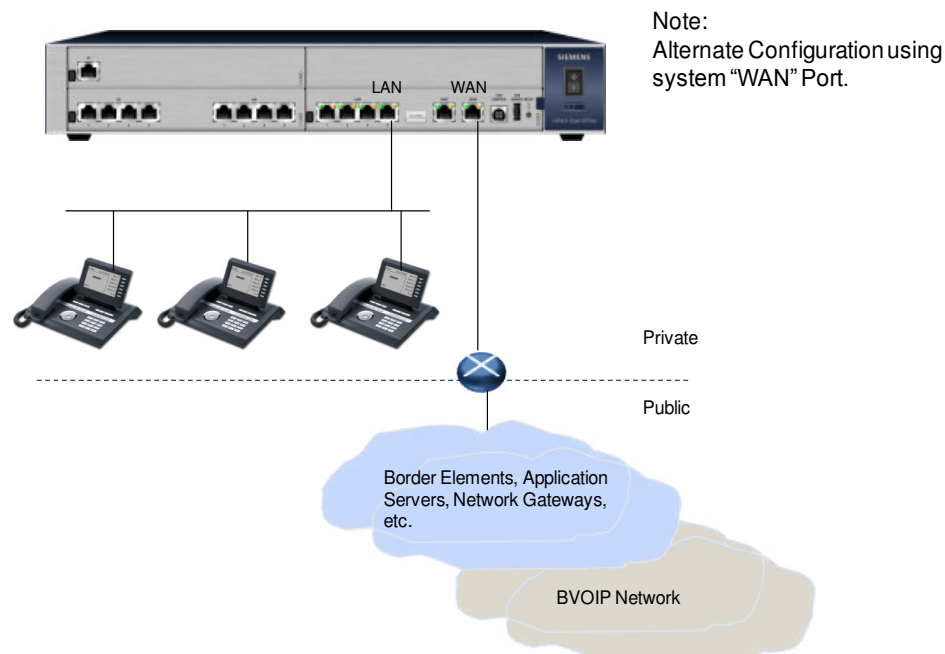 Note:
Alternate Configuration using
system “WAN” Port.
SIEMENS
LAN
WAN
Private
Public
Border Elements, Application
Servers, Network Gateways,
etc.
BVOIP Network